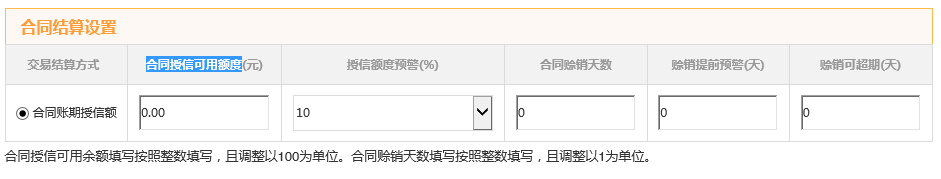 合同结算设置
交易结算方式 合同授信可用额度(元) 授信额度预警(%) 合同赊销天数 赊销提前预警(天) 赊销可超期(天)
合同账期授信额 0.00 10 0 0 0
合同授信可用余额填写按照整数填写，且调整以100为单位。合同赊销天数填写按照整数填写，且调整以1为单位。